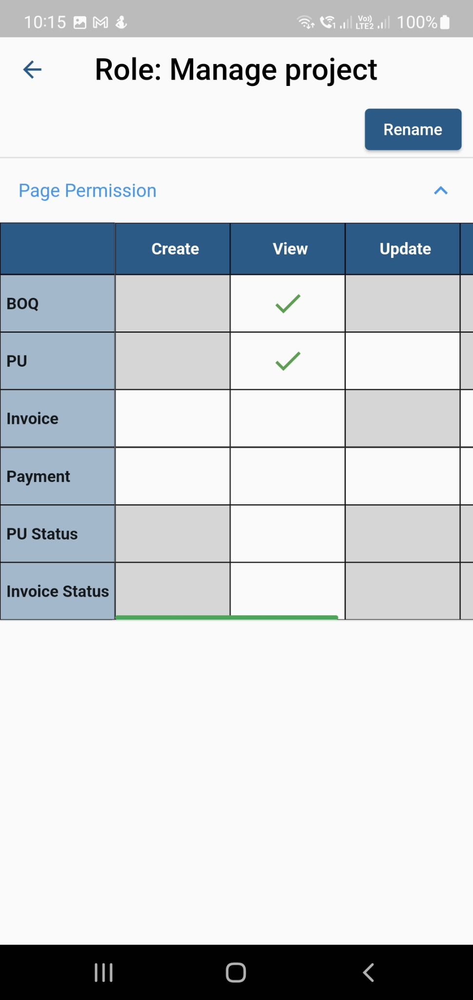 10:15 1 Vo)) LTE2 100%
Role: Manage project
Rename
Page Permission
Create View Update
BOQ
PU
Invoice
Payment
PU Status
Invoice Status